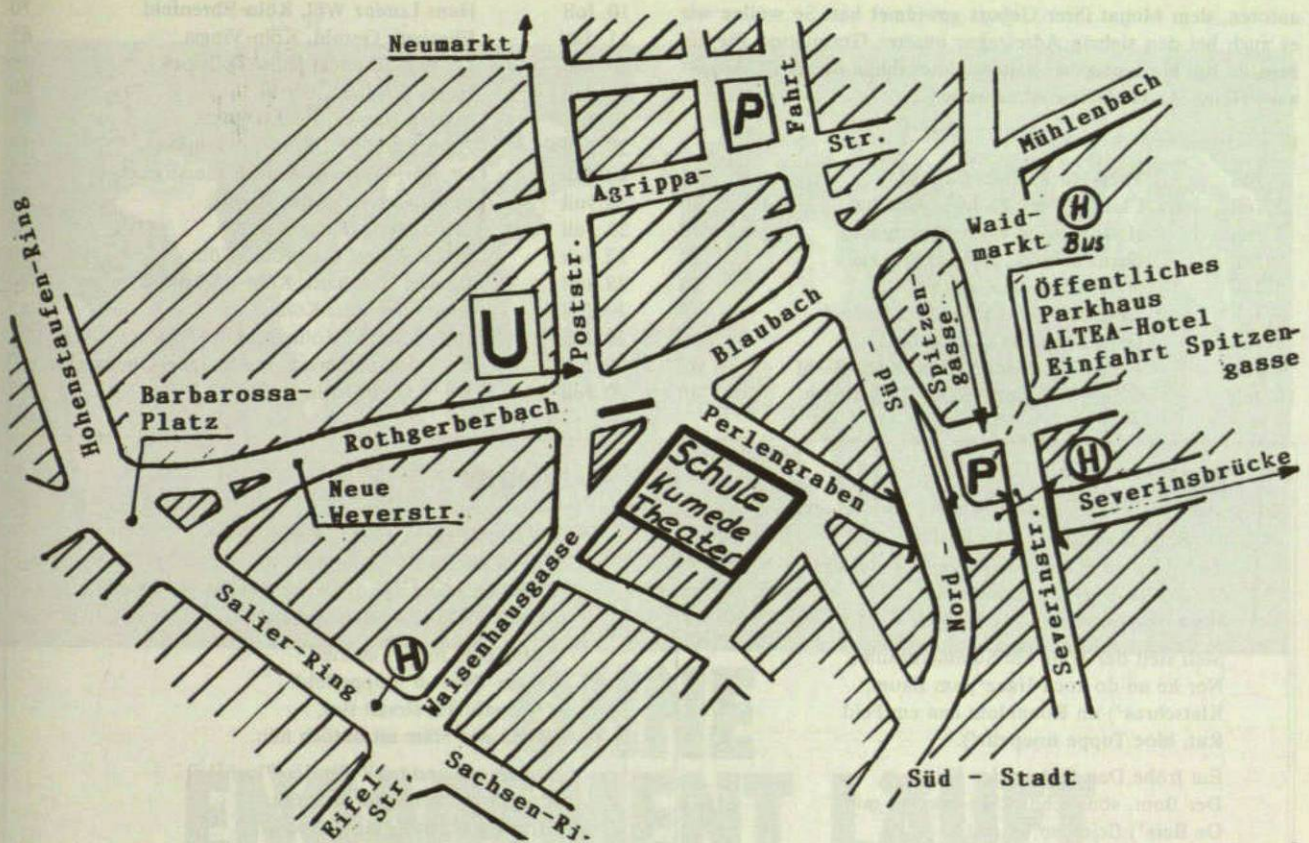 Neumarkt
P
Fahrt
Str.
Mühlenbach
Agrippa-
Hohenstaufen-Ring
Poststr.
U
Waid-
markt
H
Bus
Öffentliches
Parkhaus
ALTEA-Hotel
Einfahrt Spitzen-
gasse
Spitzen-
gasse
Blaubach
Süd -
Barbarossa-
Platz
Rothgerberbach
Neue
Weyerstr.
Perlengraben
Schule
Kumede
Theater
P
H
Severinsbrücke
Salier-Ring
H
Waisenhausgasse
Nord -
Severinstr.
Eifel-
Str.
Sachsen-Ri.
Süd - Stadt